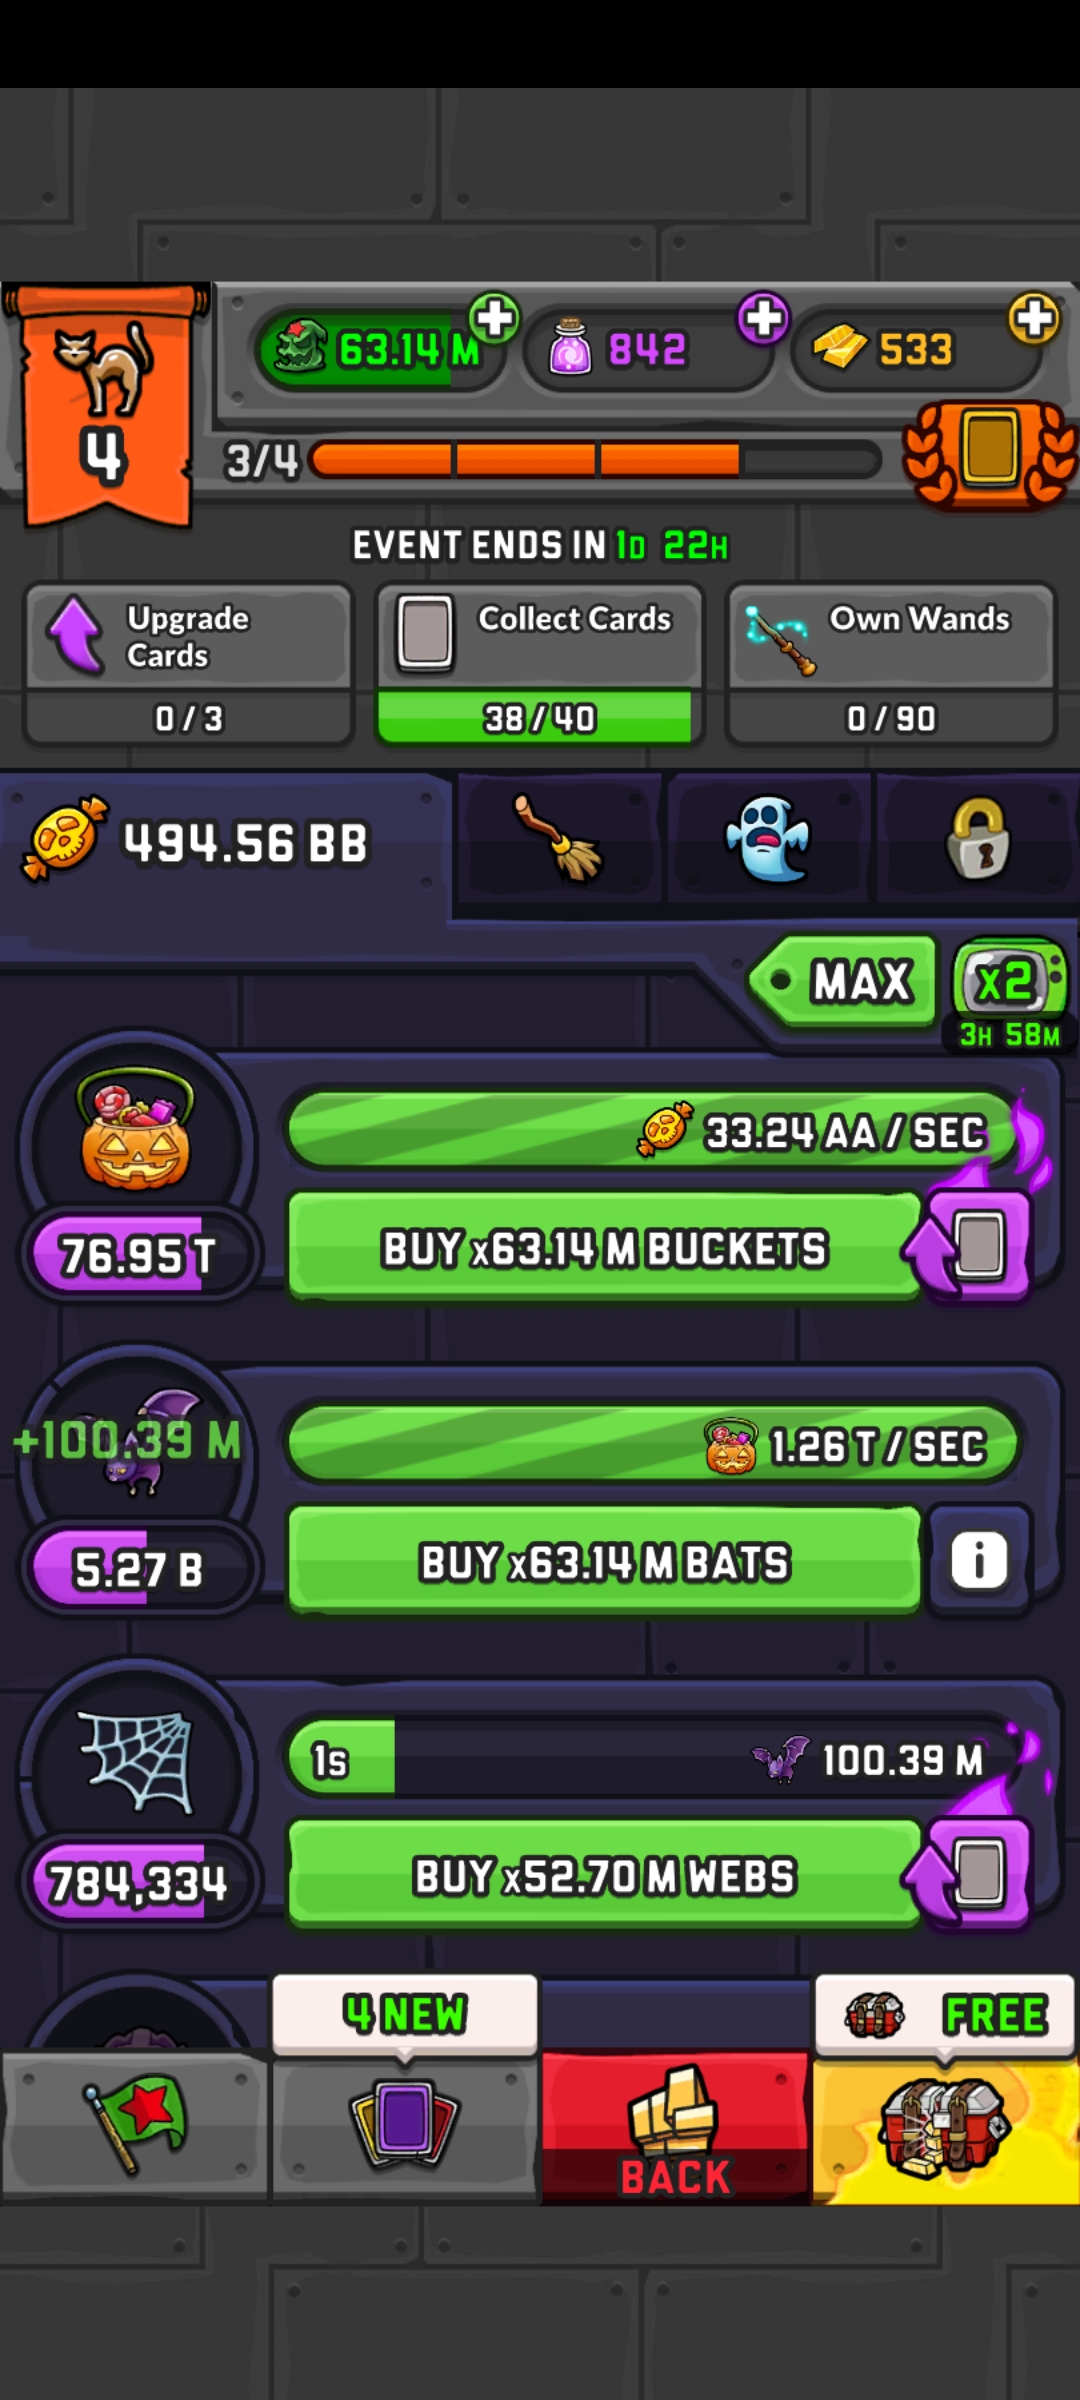 63.14 M
842
533
4
3/4
EVENT ENDS IN 1D 22H
Upgrade
Cards
Collect Cards
Own Wands
0 / 3
38 / 40
0 / 90
494.56 BB
MAX
x2
3H 58M
33.24 AA / SEC
76.95 T
BUY x63.14 M BUCKETS
+100.39 M
1.26 T / SEC
5.27 B
BUY x63.14 M BATS
i
1s
100.39 M
784,334
BUY x52.70 M WEBS
4 NEW
FREE
BACK